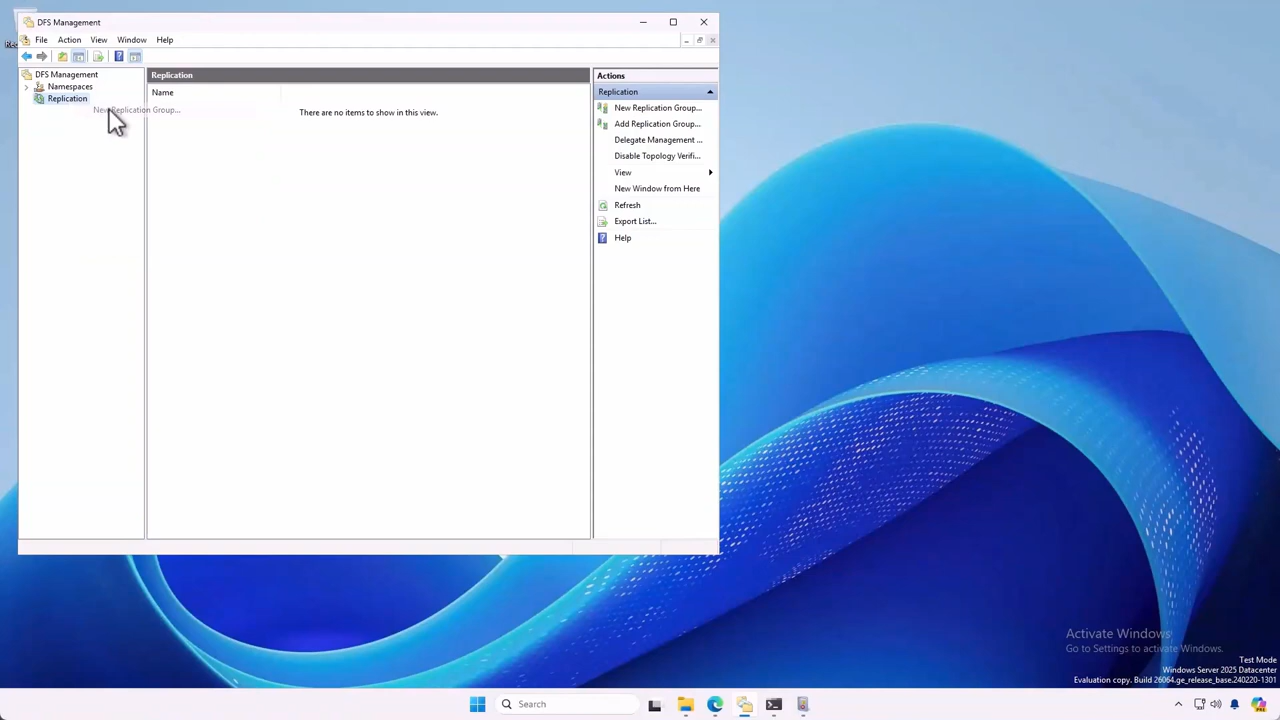 DFS Management
File Action View Window Help
DFS Management
Namespaces
Replication
New Replication Group...
Replication
Name
There are no items to show in this view.
Actions
Replication
New Replication Group...
Add Replication Group...
Delegate Management ...
Disable Topology Verifi...
View
New Window from Here
Refresh
Export List...
Help
Activate Windows
Go to Settings to activate Windows.
Test Mode
Windows Server 2025 Datacenter
Evaluation copy. Build 26064.ge_release_base.240220-1301
Search